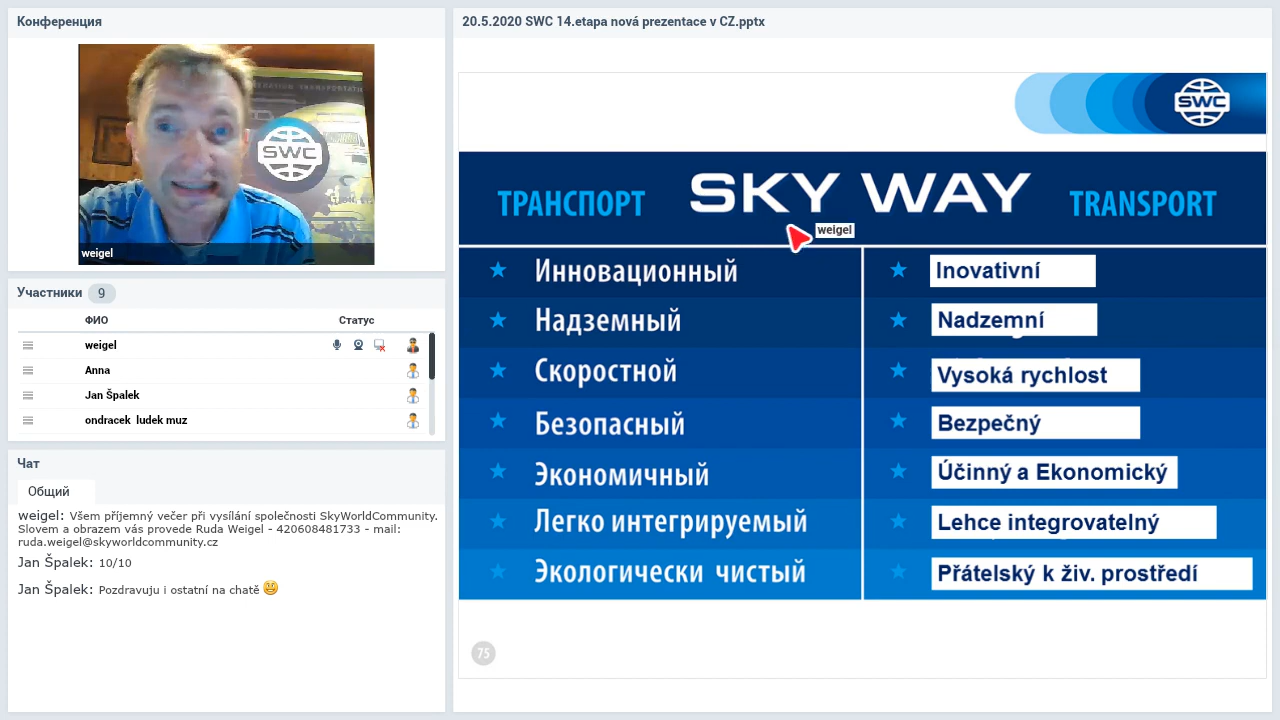 Конференция
SWC
weigel
Участники 9
ФИО Статус
weigel
Anna
Jan Špalek
ondracek ludek muz
Чат
Общий
weigel: Všem příjemný večer při vysílání společnosti SkyWorldCommunity.
Slovem a obrazem vás provede Ruda Weigel - 420608481733 - mail:
ruda.weigel@skyworldcommunity.cz
Jan Špalek: 10/10
Jan Špalek: Pozdravuju i ostatní na chatě
20.5.2020 SWC 14.etapa nová prezentace v CZ.pptx
SWC
ТРАНСПОРТ SKY WAY TRANSPORT
weigel
Инновационный Inovativní
Надземный Nadzemní
Скоростной Vysoká rychlost
Безопасный Bezpečný
Экономичный Účinný a Ekonomický
Легко интегрируемый Lehce integrovatelný
Экологически чистый Přátelský k živ. prostředí
75